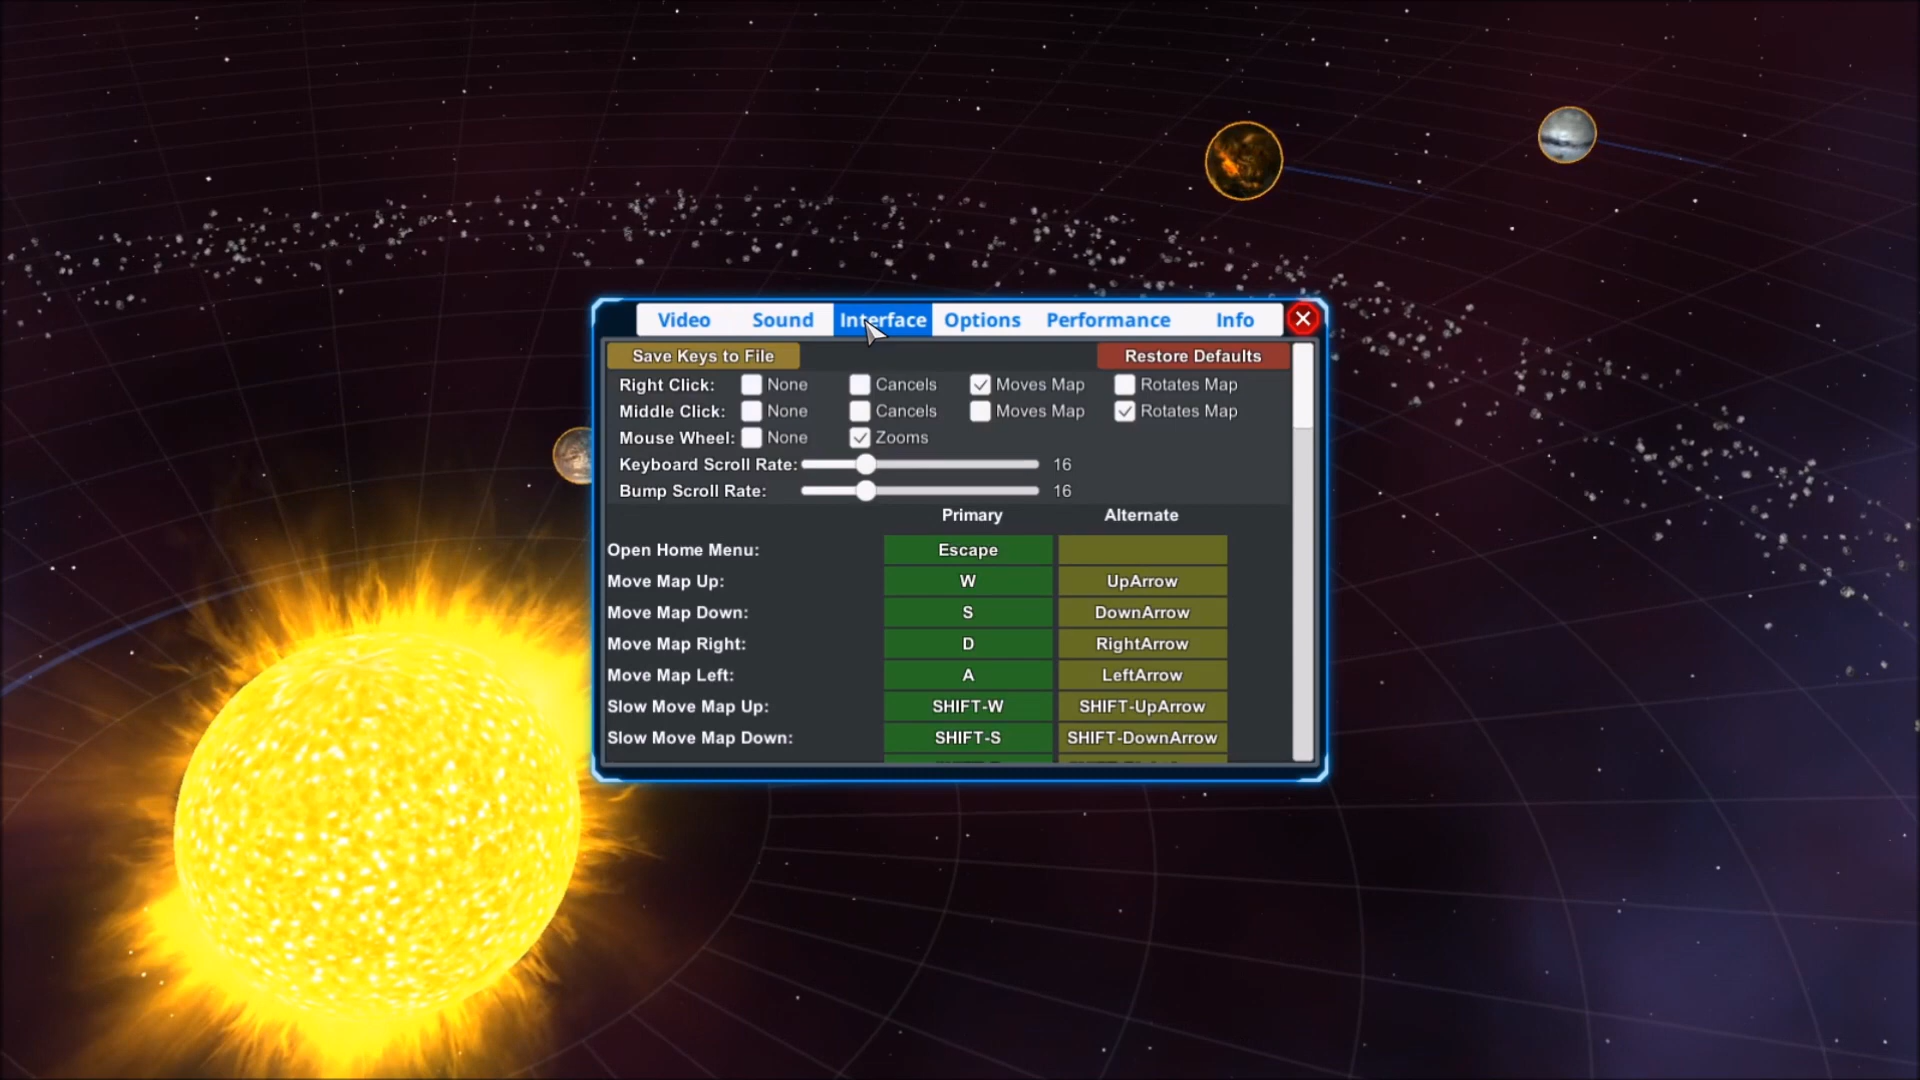 Video Sound Interface Options Performance Info
Save Keys to File Restore Defaults
Right Click: None Cancels Moves Map Rotates Map
Middle Click: None Cancels Moves Map Rotates Map
Mouse Wheel: None Zooms
Keyboard Scroll Rate: 16
Bump Scroll Rate: 16
Primary Alternate
Open Home Menu: Escape
Move Map Up: W UpArrow
Move Map Down: S DownArrow
Move Map Right: D RightArrow
Move Map Left: A LeftArrow
Slow Move Map Up: SHIFT-W SHIFT-UpArrow
Slow Move Map Down: SHIFT-S SHIFT-DownArrow